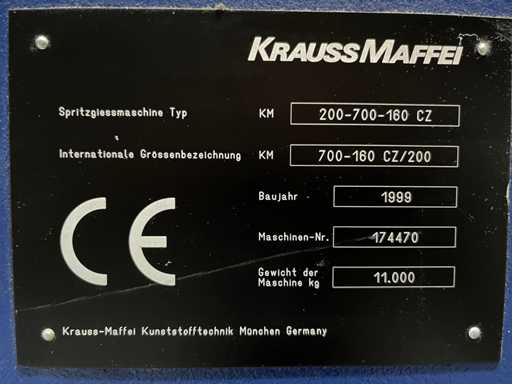 KRAUSSMAFFEI
Spritzgiessmaschine Typ KM 200-700-160 CZ
Internationale Grössenbezeichnung KM 700-160 CZ/200
Baujahr 1999
Maschinen-Nr. 174470
Gewicht der
Maschine kg 11.000
CE
Krauss-Maffei Kunststofftechnik München Germany